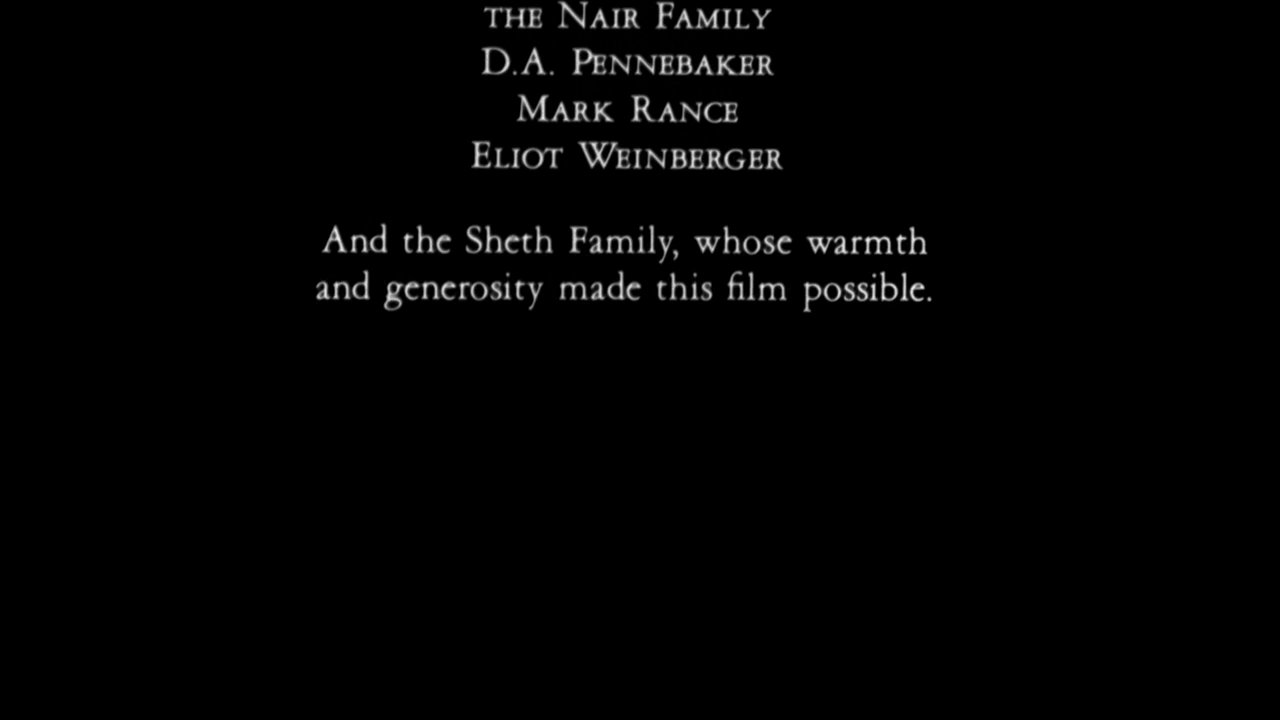 THE NAIR FAMILY
D.A. PENNEBAKER
MARK RANCE
ELIOT WEINBERGER
And the Sheth Family, whose warmth
and generosity made this film possible.